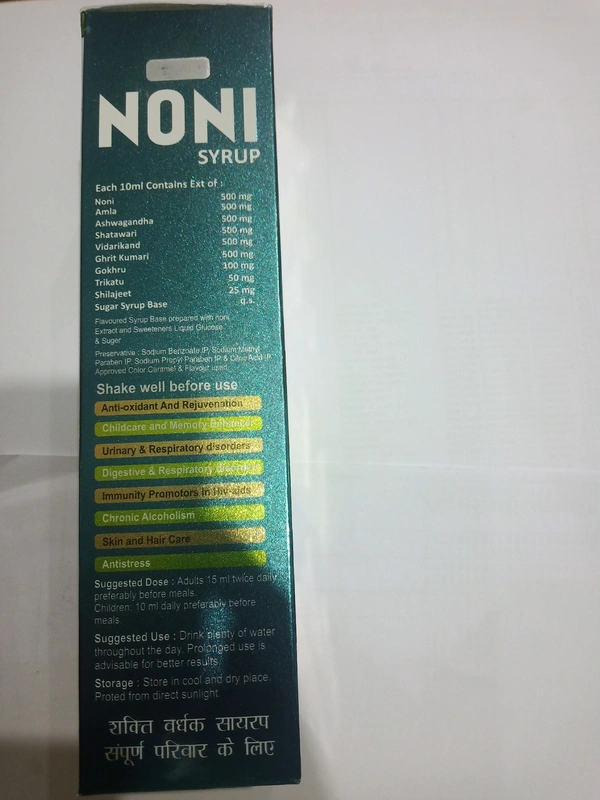 NONI
SYRUP
Each 10ml Contains Ext of :
Noni 500 mg
Amla 500 mg
Ashwagandha 500 mg
Shatawari 500 mg
Vidarikand 500 mg
Ghrit Kumari 500 mg
Gokhru 100 mg
Trikatu 50 mg
Shilajeet 25 mg
Sugar Syrup Base q.s.
Flavoured Syrup Base prepared with noni
Extract and Sweeteners Liquid Glucose
& Suger
Preservative : Sodium Benzoate IP, Sodium Methyl
Paraben IP, Sodium Propyl Paraben IP & Citric Acid IP
Approved Color Caramel & Flavour used.
Shake well before use
Anti-oxidant And Rejuvenation
Childcare and Memory Enhancer
Urinary & Respiratory disorders
Digestive & Respiratory disorder
Immunity Promotors In Hiv-aids
Chronic Alcoholism
Skin and Hair Care
Antistress
Suggested Dose : Adults 15 ml twice daily
preferably before meals.
Children: 10 ml daily preferably before
meals.
Suggested Use : Drink plenty of water
throughout the day. Prolonged use is
advisable for better results
Storage : Store in cool and dry place.
Proted from direct sunlight.
शक्ति वर्धक सायरप
संपूर्ण परिवार के लिए